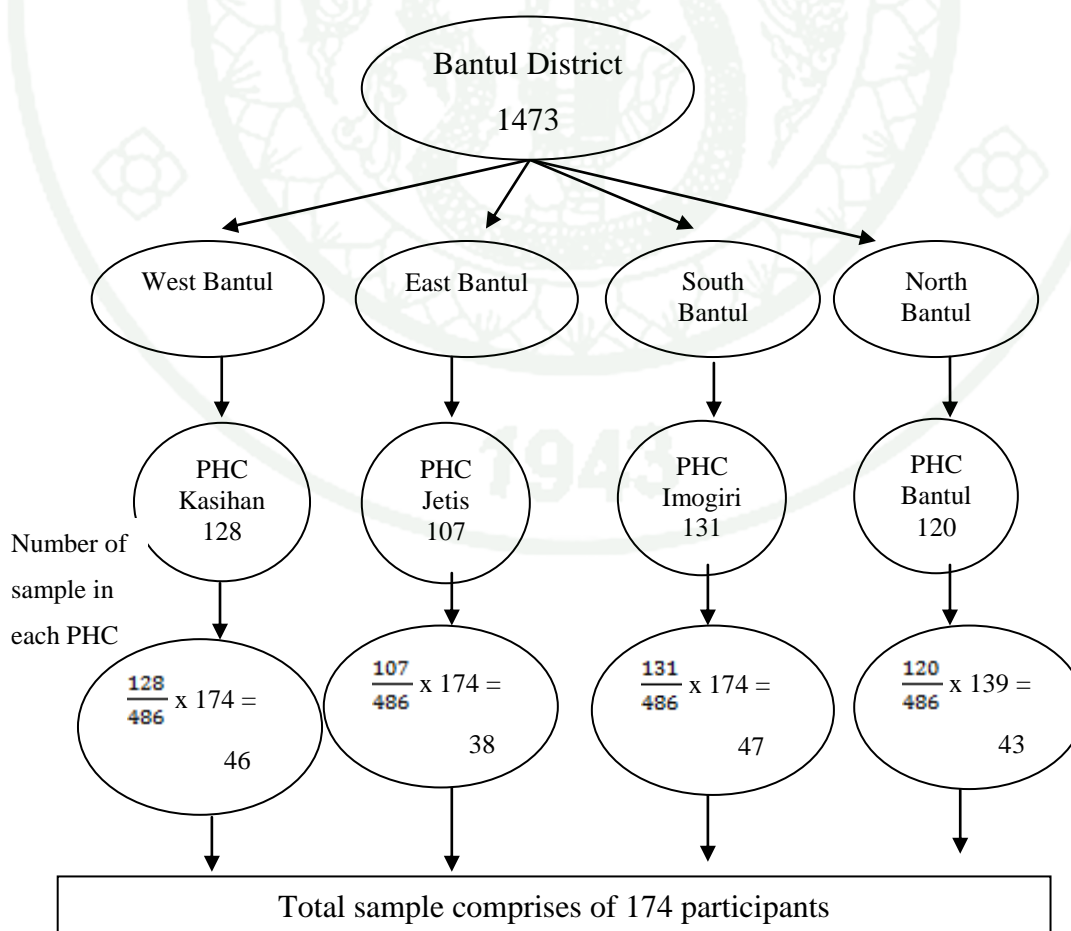 Bantul District
1473
West Bantul
East Bantul
South
Bantul
North
Bantul
PHC
Kasihan
128
PHC
Jetis
107
PHC
Imogiri
131
PHC
Bantul
120
Number of
sample in
each PHC
128/486 x 174 =
46
107/486 x 174 =
38
131/486 x 174 =
47
120/486 x 139 =
43
Total sample comprises of 174 participants
1943